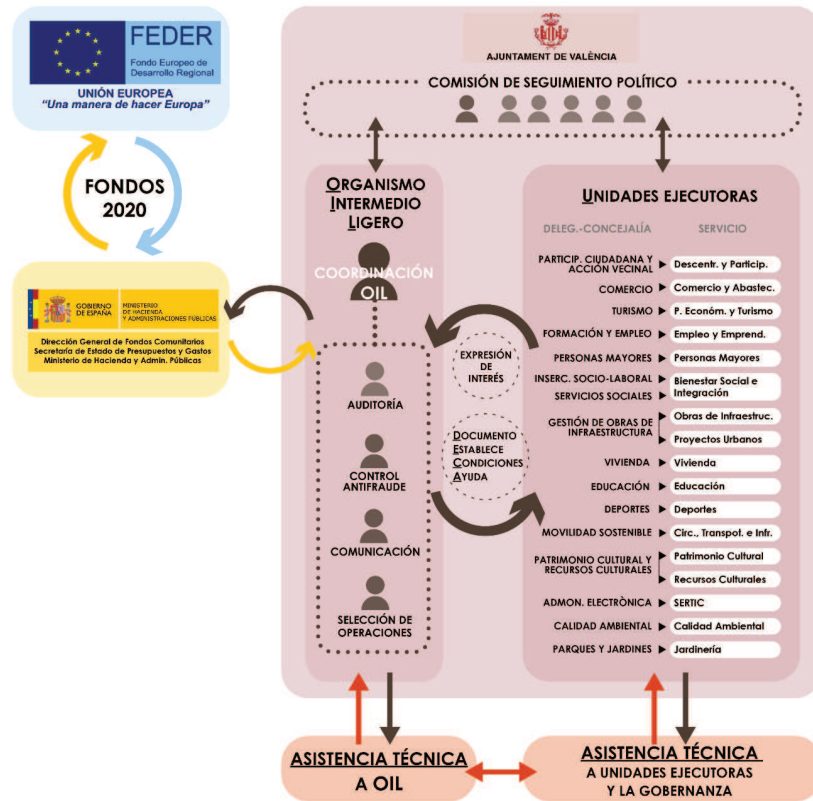 FEDER
Fondo Europeo de
Desarrollo Regional
UNIÓN EUROPEA
"Una manera de hacer Europa"
FONDOS
2020
GOBIERNO
DE ESPAÑA
MINISTERIO
DE HACIENDA
Y ADMINISTRACIONES PÚBLICAS
Dirección General de Fondos Comunitarios
Secretaría de Estado de Presupuestos y Gastos
Ministerio de Hacienda y Admin. Públicas
AJUNTAMENT DE VALÈNCIA
COMISIÓN DE SEGUIMIENTO POLÍTICO
ORGANISMO
INTERMEDIO
LIGERO
COORDINACIÓN
OIL
AUDITORÍA
CONTROL
ANTIFRAUDE
COMUNICACIÓN
SELECCIÓN DE
OPERACIONES
EXPRESIÓN
DE
INTERÉS
DOCUMENTO
ESTABLECE
CONDICIONES
AYUDA
UNIDADES EJECUTORAS
DELEG.-CONCEJALÍA SERVICIO
PARTICIP. CIUDADANA Y
ACCIÓN VECINAL
Descentr. y Particip.
COMERCIO Comercio y Abastec.
TURISMO P. Económ. y Turismo
FORMACIÓN Y EMPLEO Empleo y Emprend.
PERSONAS MAYORES Personas Mayores
INSERC. SOCIO-LABORAL
SERVICIOS SOCIALES
Bienestar Social e
Integración
GESTIÓN DE OBRAS DE
INFRAESTRUCTURA
Obras de Infraestruc.
Proyectos Urbanos
VIVIENDA Vivienda
EDUCACIÓN Educación
DEPORTES Deportes
MOVILIDAD SOSTENIBLE Circ., Transpot. e Infr.
PATRIMONIO CULTURAL Y
RECURSOS CULTURALES
Patrimonio Cultural
Recursos Culturales
ADMON. ELECTRÒNICA SERTIC
CALIDAD AMBIENTAL Calidad Ambiental
PARQUES Y JARDINES Jardinería
ASISTENCIA TÉCNICA
A OIL
ASISTENCIA TÉCNICA
A UNIDADES EJECUTORAS
Y LA GOBERNANZA